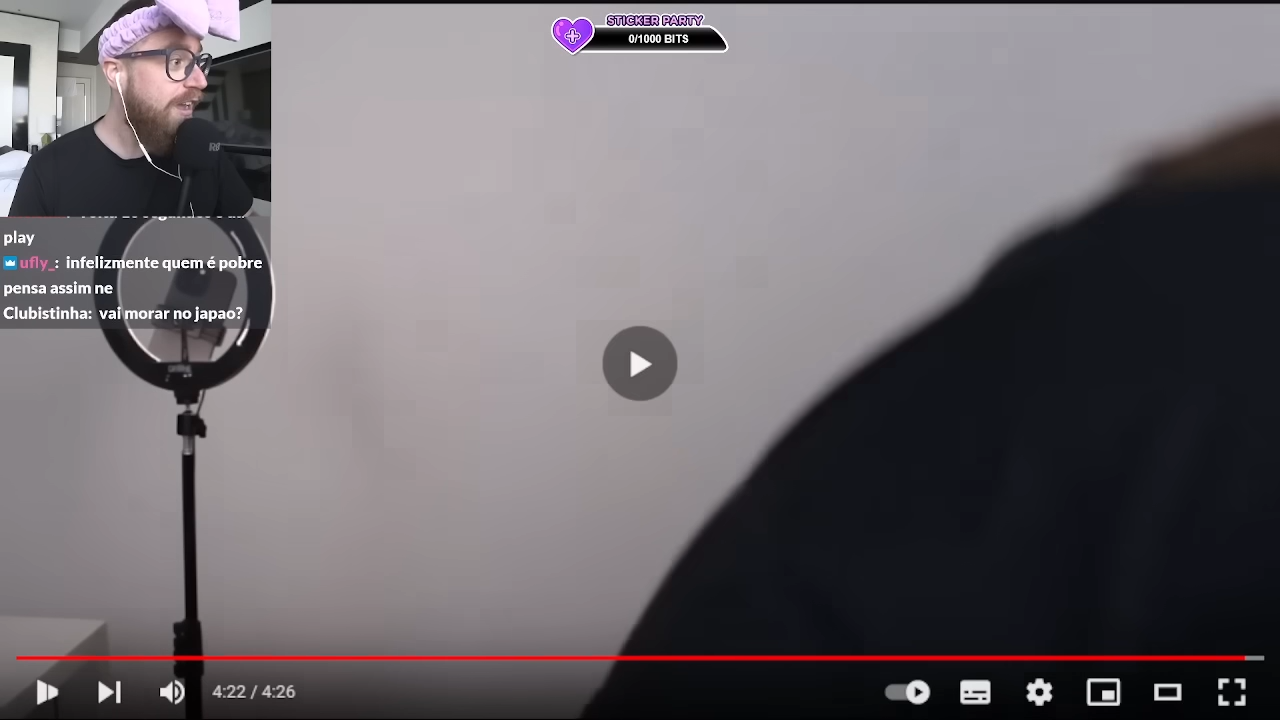 STICKER PARTY
0/1000 BITS
play
ufly_: infelizmente quem é pobre
pensa assim ne
Clubistinha: vai morar no japao?
4:22 / 4:26